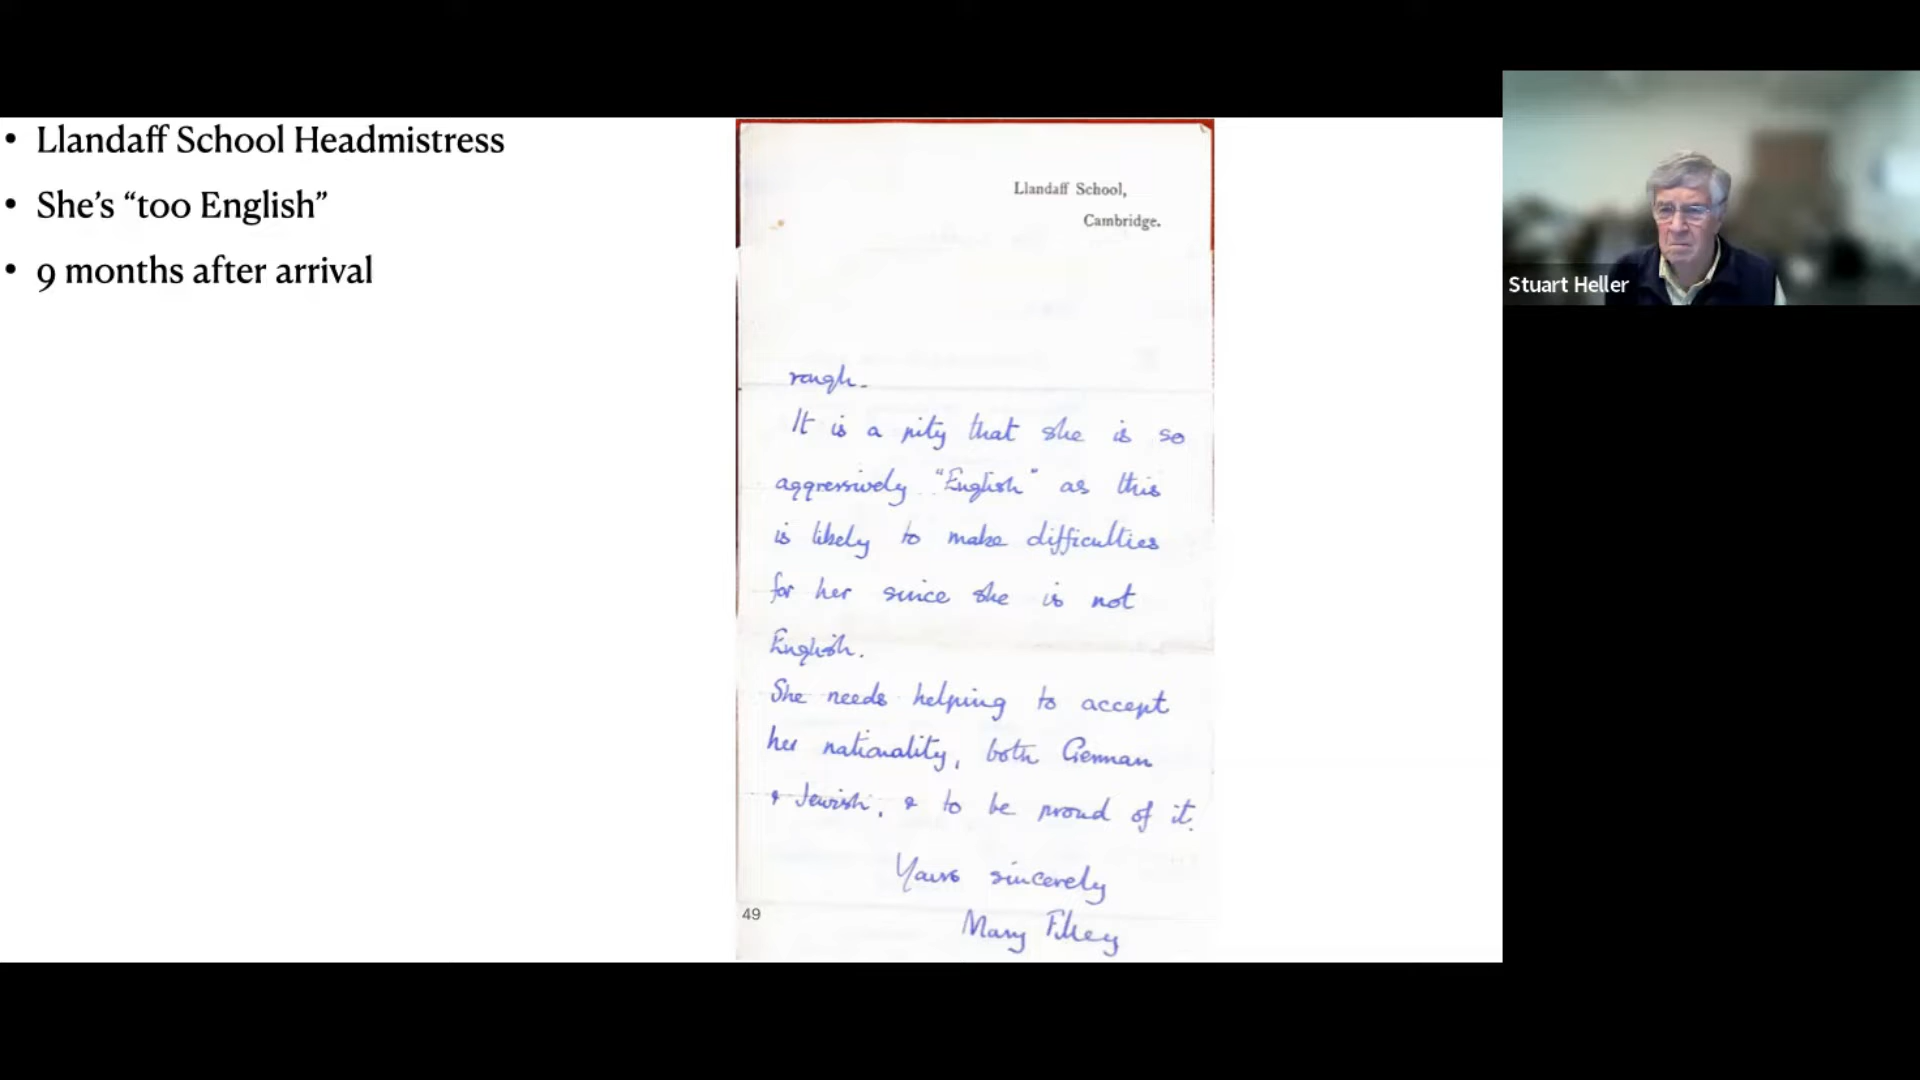 • Llandaff School Headmistress
• She's “too English”
• 9 months after arrival
Llandaff School,
Cambridge.
rough.
It is a pity that she is so
aggressively "English" as this
is likely to make difficulties
for her since she is not
English.
She needs helping to accept
her nationality, both German
& Jewish, & to be proud of it.
Yours sincerely
Mary
49
Stuart Heller